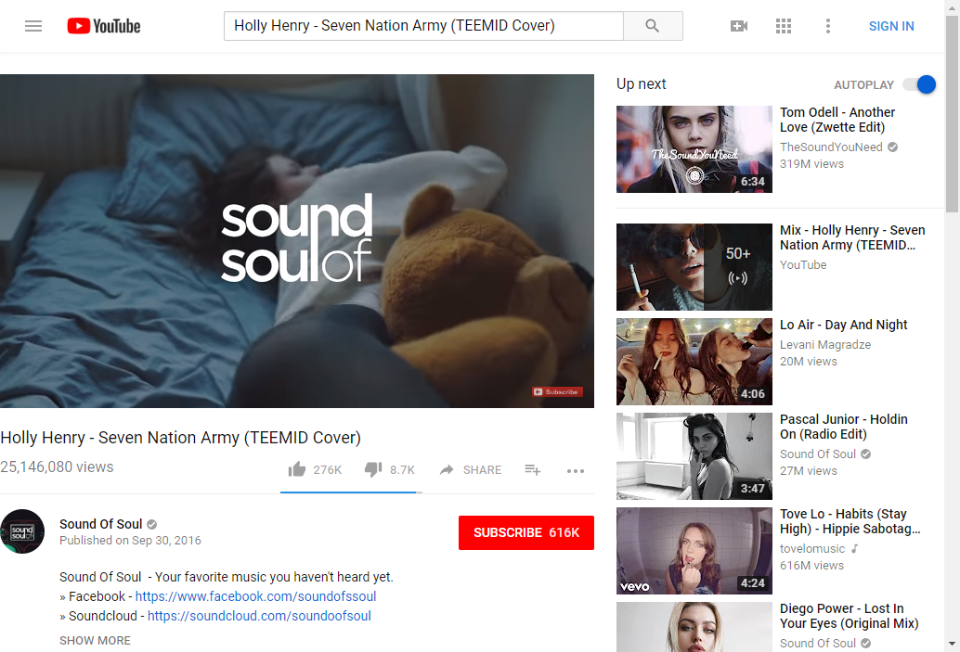 YouTube
Holly Henry - Seven Nation Army (TEEMID Cover)
SIGN IN
sound
soulof
Subscribe
Holly Henry - Seven Nation Army (TEEMID Cover)
25,146,080 views
276K
8.7K
SHARE
sound
soulof
Sound Of Soul
Published on Sep 30, 2016
SUBSCRIBE 616K
Sound Of Soul - Your favorite music you haven't heard yet.
» Facebook - https://www.facebook.com/soundofssoul
» Soundcloud - https://soundcloud.com/soundoofsoul
SHOW MORE
Up next
AUTOPLAY
TheSoundYouNeed
6:34
Tom Odell - Another
Love (Zwette Edit)
TheSoundYouNeed
319M views
50+
Mix - Holly Henry - Seven
Nation Army (TEEMID...
YouTube
4:06
Lo Air - Day And Night
Levani Magradze
20M views
3:47
Pascal Junior - Holdin
On (Radio Edit)
Sound Of Soul
27M views
vevo
4:24
Tove Lo - Habits (Stay
High) - Hippie Sabotag...
tovelomusic
616M views
Diego Power - Lost In
Your Eyes (Original Mix)
Sound Of Soul